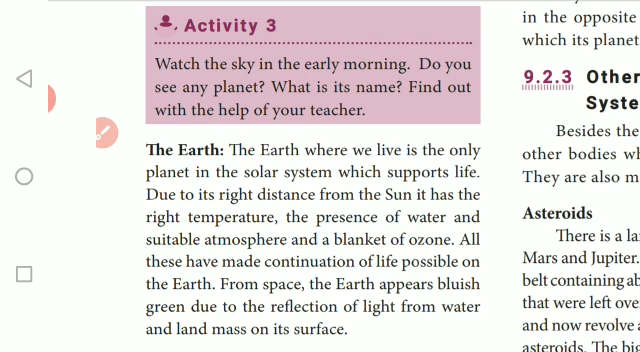 Activity 3
Watch the sky in the early morning. Do you
see any planet? What is its name? Find out
with the help of your teacher.
The Earth: The Earth where we live is the only
planet in the solar system which supports life.
Due to its right distance from the Sun it has the
right temperature, the presence of water and
suitable atmosphere and a blanket of ozone. All
these have made continuation of life possible on
the Earth. From space, the Earth appears bluish
green due to the reflection of light from water
and land mass on its surface.
in the opposite
which its planet
9.2.3 Other
Syste
Besides the
other bodies wh
They are also m
Asteroids
There is a la
Mars and Jupiter.
belt containing ab
that were left ove
and now revolve a
asteroids. The big